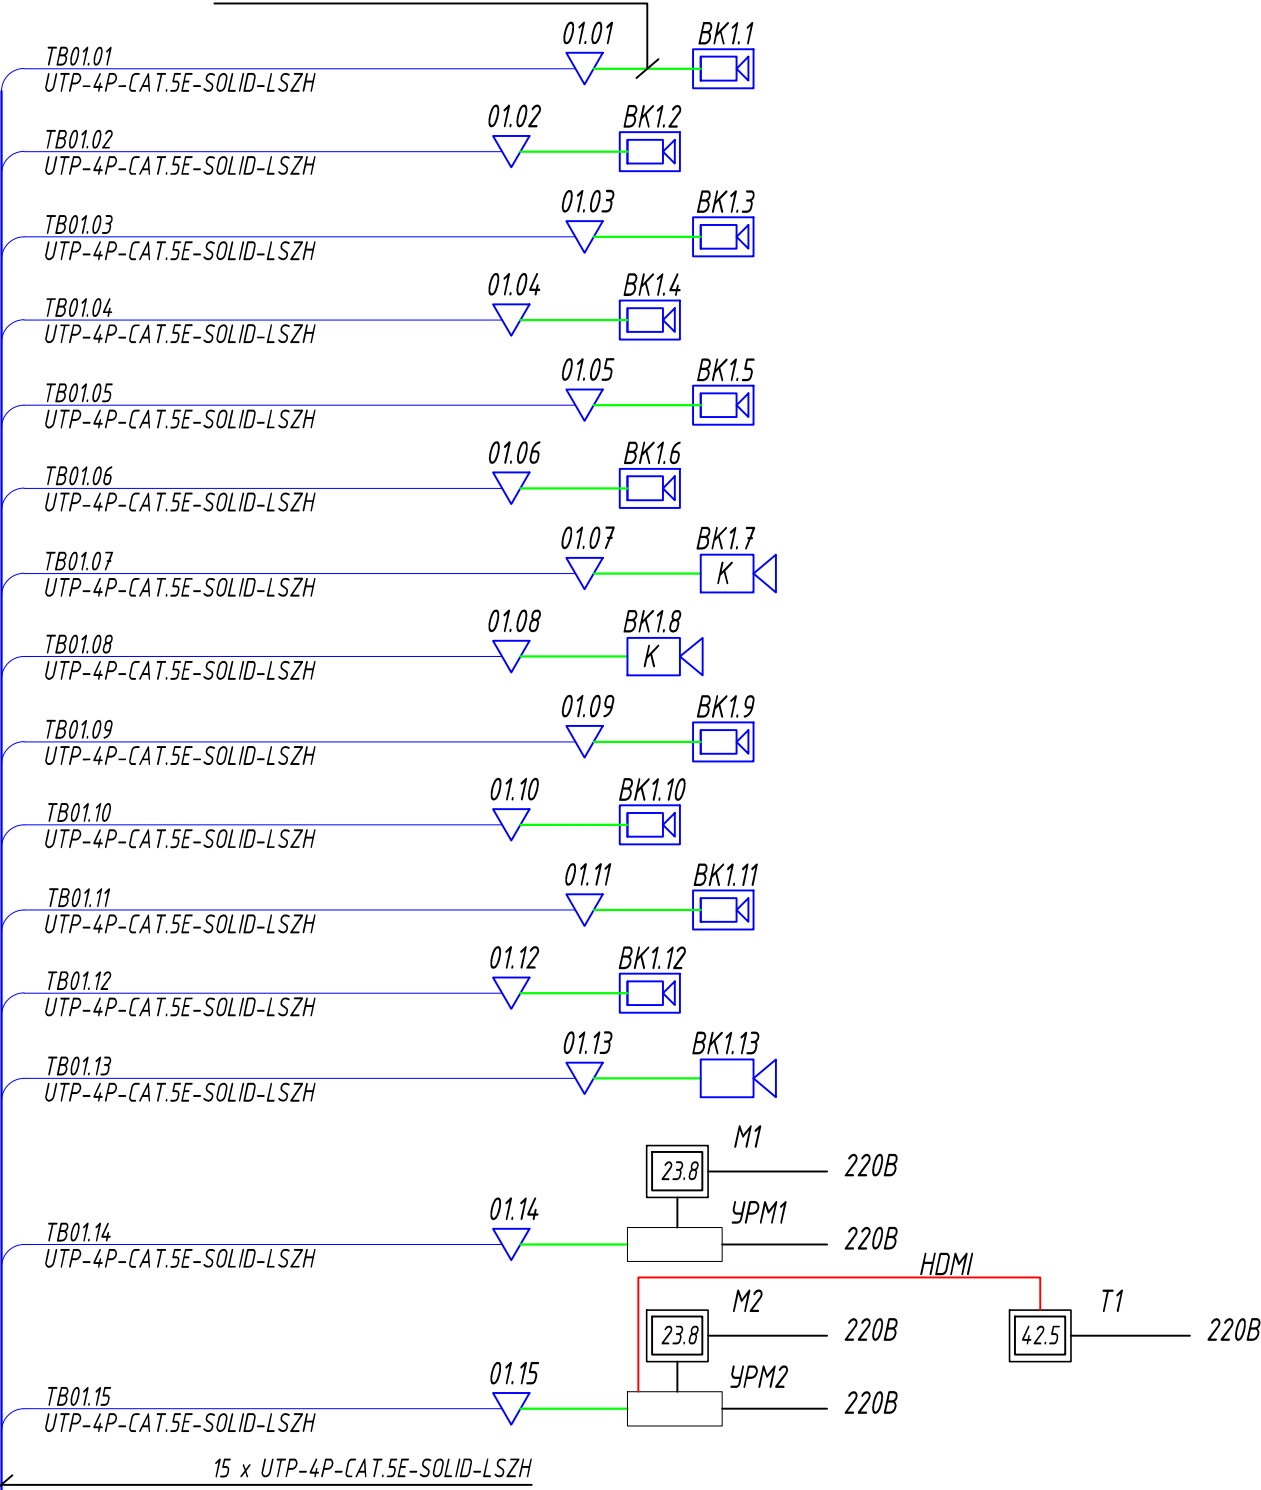 01.01 ВК1.1
ТВ01.01
UTP-4P-CAT.5E-SOLID-LSZH
01.02 ВК1.2
ТВ01.02
UTP-4P-CAT.5E-SOLID-LSZH
01.03 ВК1.3
ТВ01.03
UTP-4P-CAT.5E-SOLID-LSZH
01.04 ВК1.4
ТВ01.04
UTP-4P-CAT.5E-SOLID-LSZH
01.05 ВК1.5
ТВ01.05
UTP-4P-CAT.5E-SOLID-LSZH
01.06 ВК1.6
ТВ01.06
UTP-4P-CAT.5E-SOLID-LSZH
01.07 ВК1.7
ТВ01.07
К
UTP-4P-CAT.5E-SOLID-LSZH
01.08 ВК1.8
ТВ01.08
К
UTP-4P-CAT.5E-SOLID-LSZH
01.09 ВК1.9
ТВ01.09
UTP-4P-CAT.5E-SOLID-LSZH
01.10 ВК1.10
ТВ01.10
UTP-4P-CAT.5E-SOLID-LSZH
01.11 ВК1.11
ТВ01.11
UTP-4P-CAT.5E-SOLID-LSZH
01.12 ВК1.12
ТВ01.12
UTP-4P-CAT.5E-SOLID-LSZH
01.13 ВК1.13
ТВ01.13
UTP-4P-CAT.5E-SOLID-LSZH
М1
23.8 220В
01.14 УРМ1
ТВ01.14 220В
UTP-4P-CAT.5E-SOLID-LSZH
HDMI
М2 Т1
23.8 220В 42.5 220В
01.15 УРМ2
ТВ01.15 220В
UTP-4P-CAT.5E-SOLID-LSZH
15 x UTP-4P-CAT.5E-SOLID-LSZH